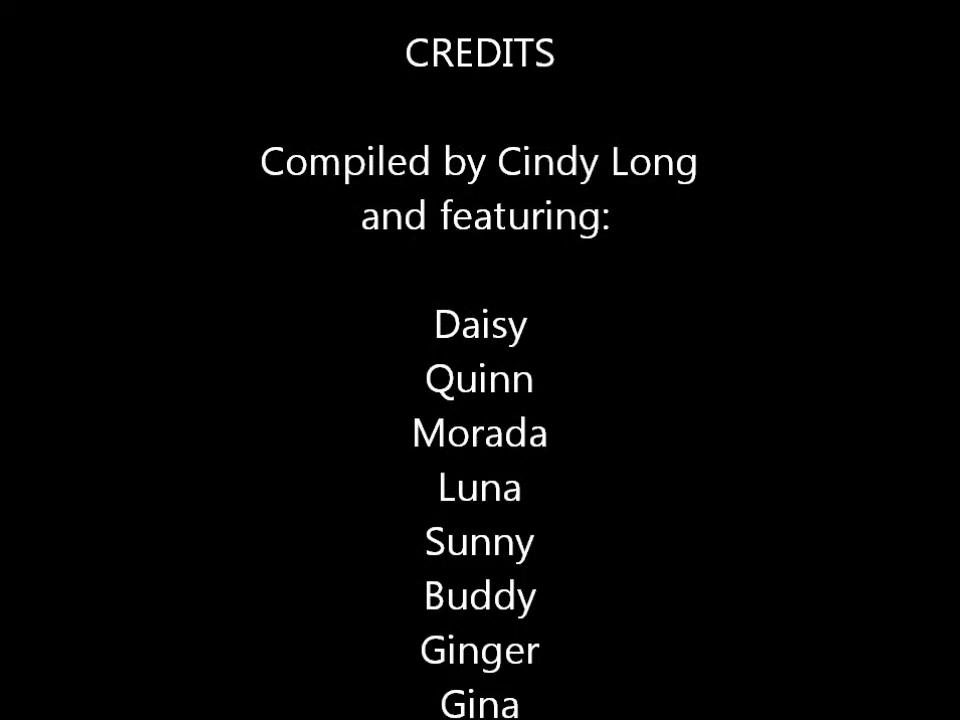 CREDITS
Compiled by Cindy Long
and featuring:
Daisy
Quinn
Morada
Luna
Sunny
Buddy
Ginger
Gina